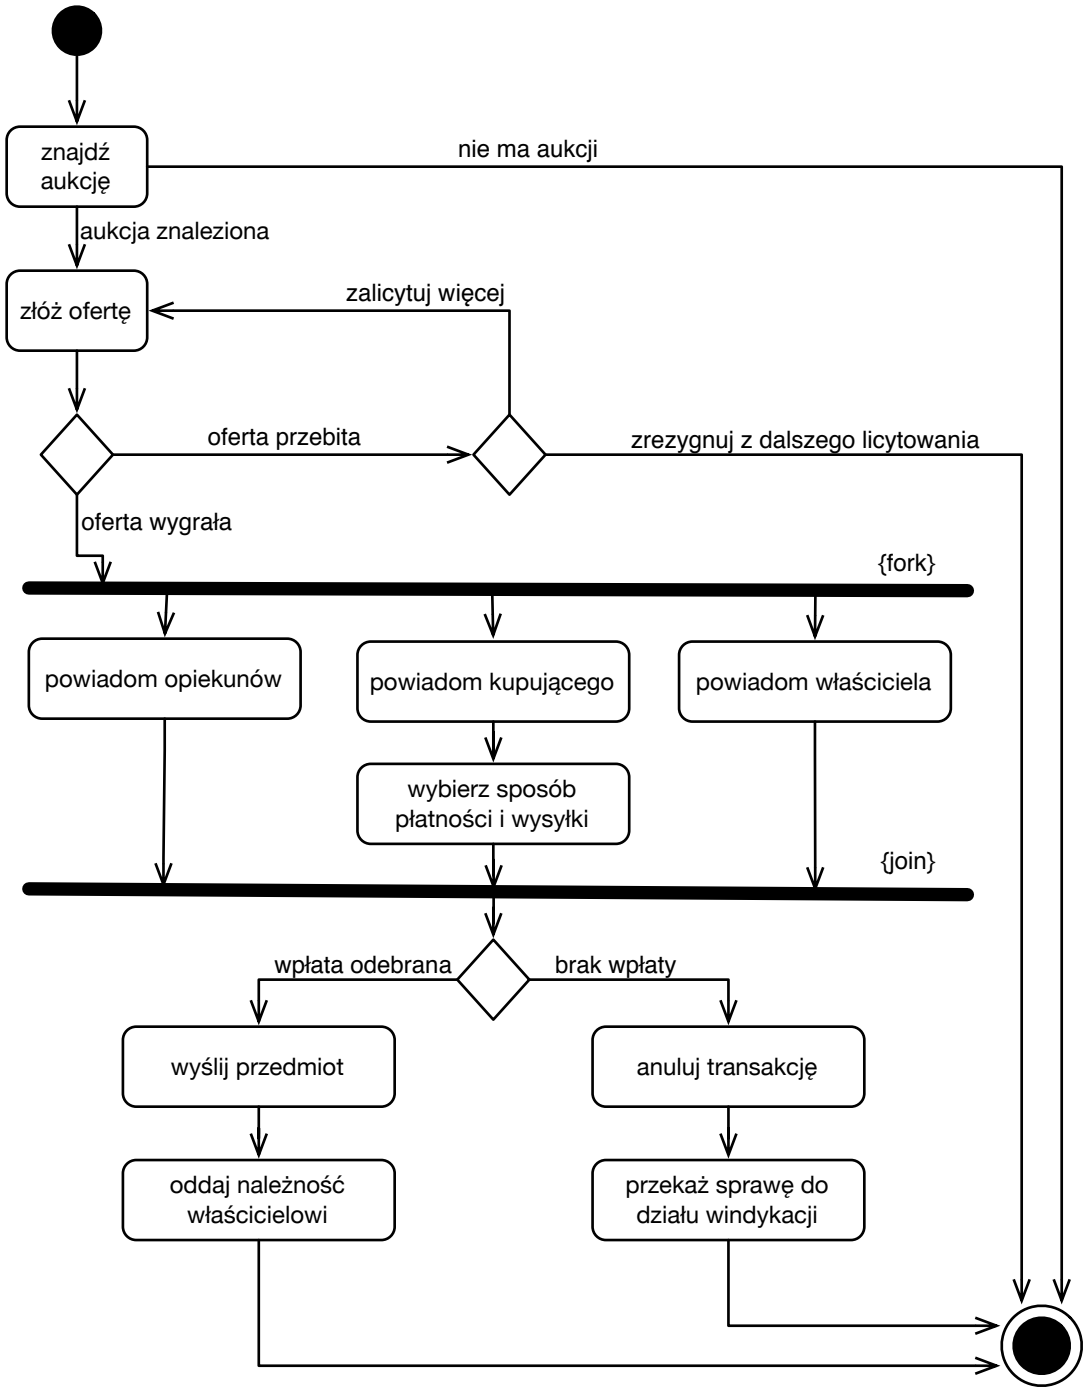 znajdź
aukcję
nie ma aukcji
aukcja znaleziona
złóż ofertę
zalicytuj więcej
oferta przebita
zrezygnuj z dalszego licytowania
oferta wygrała
{fork}
powiadom opiekunów
powiadom kupującego
powiadom właściciela
wybierz sposób
płatności i wysyłki
{join}
wpłata odebrana
brak wpłaty
wyślij przedmiot
anuluj transakcję
oddaj należność
właścicielowi
przekaż sprawę do
działu windykacji